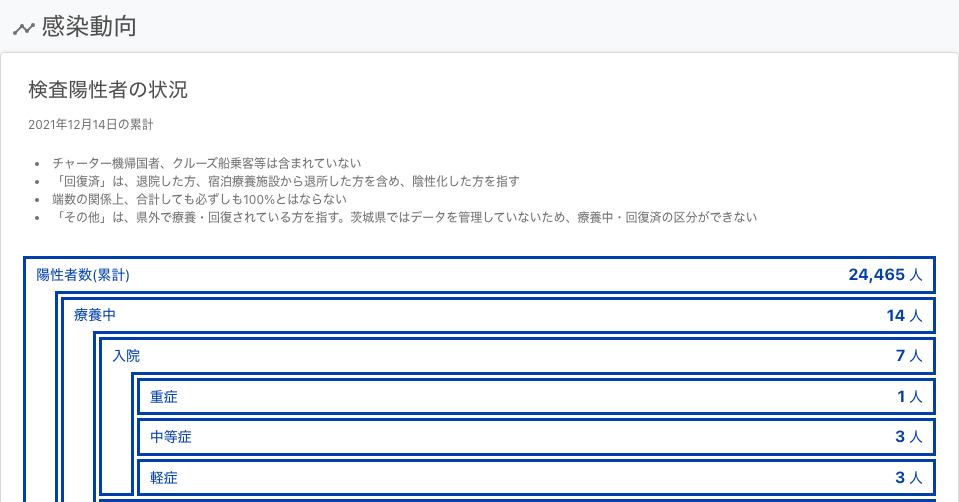 感染動向
検査陽性者の状況
2021年12月14日の累計
チャーター機帰国者、クルーズ船乗客等は含まれていない
「回復済」は、退院した方、宿泊療養施設から退所した方を含め、陰性化した方を指す
端数の関係上、合計しても必ずしも100%とはならない
「その他」は、県外で療養・回復されている方を指す。茨城県ではデータを管理していないため、療養中・回復済の区分ができない
陽性者数(累計) 24,465 人
療養中 14 人
入院 7 人
重症 1 人
中等症 3 人
軽症 3 人